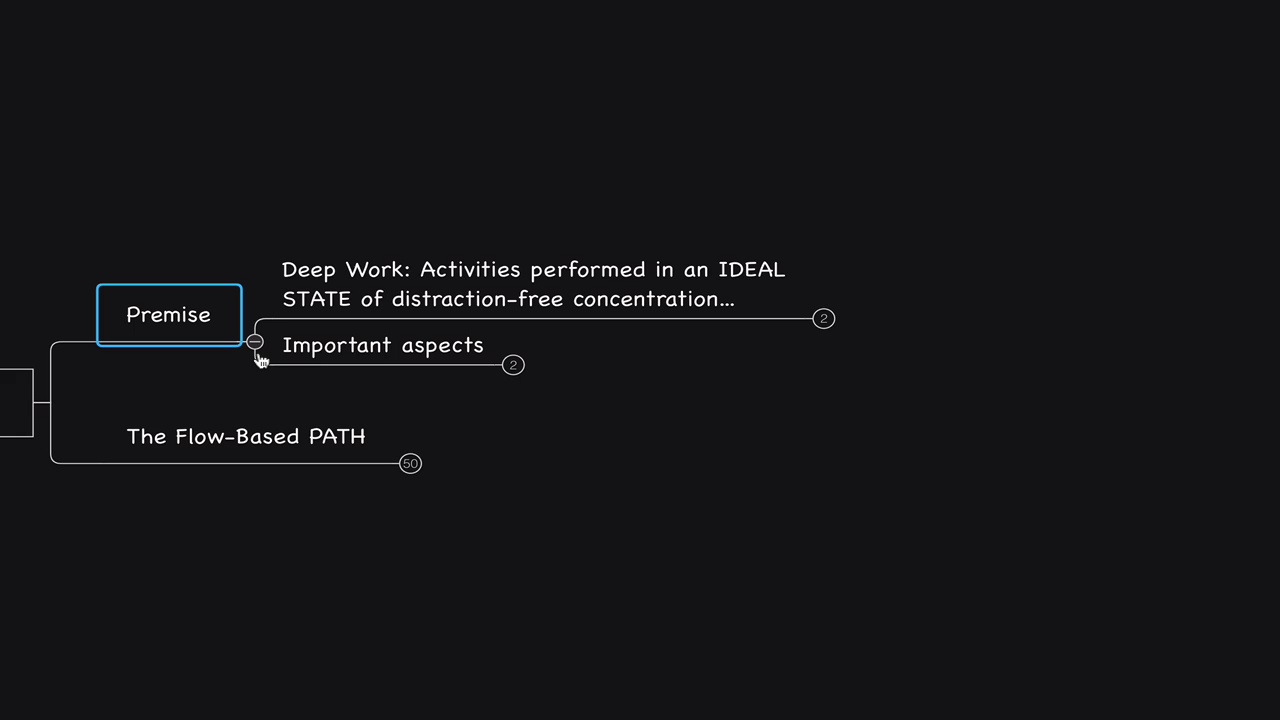 Deep Work: Activities performed in an IDEAL
STATE of distraction-free concentration...
Premise
2
Important aspects
2
The Flow-Based PATH
50